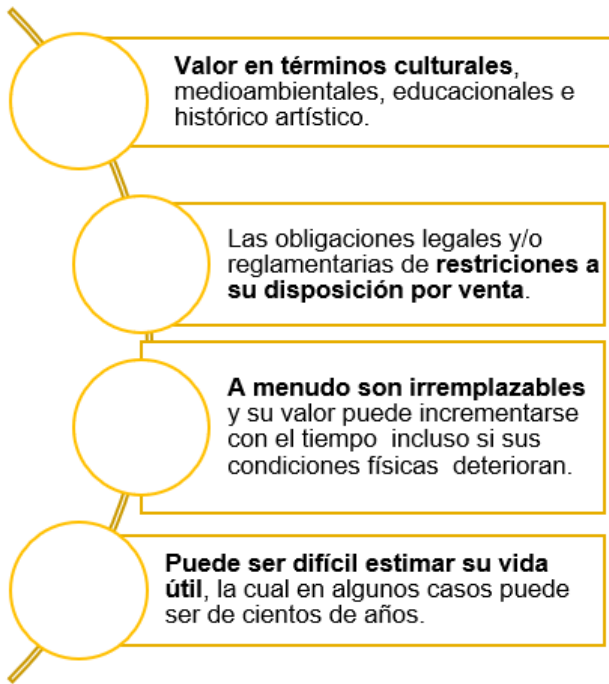 Valor en términos culturales,
medioambientales, educacionales e
histórico artístico.
Las obligaciones legales y/o
reglamentarias de restriciones a
su disposición por venta.
A menudo son irremplazables
y su valor puede incrementarse
con el tiempo incluso si sus
condiciones físicas deterioran.
Puede ser difícil estimar su vida
útil, la cual en algunos casos puede
ser de cientos de años.